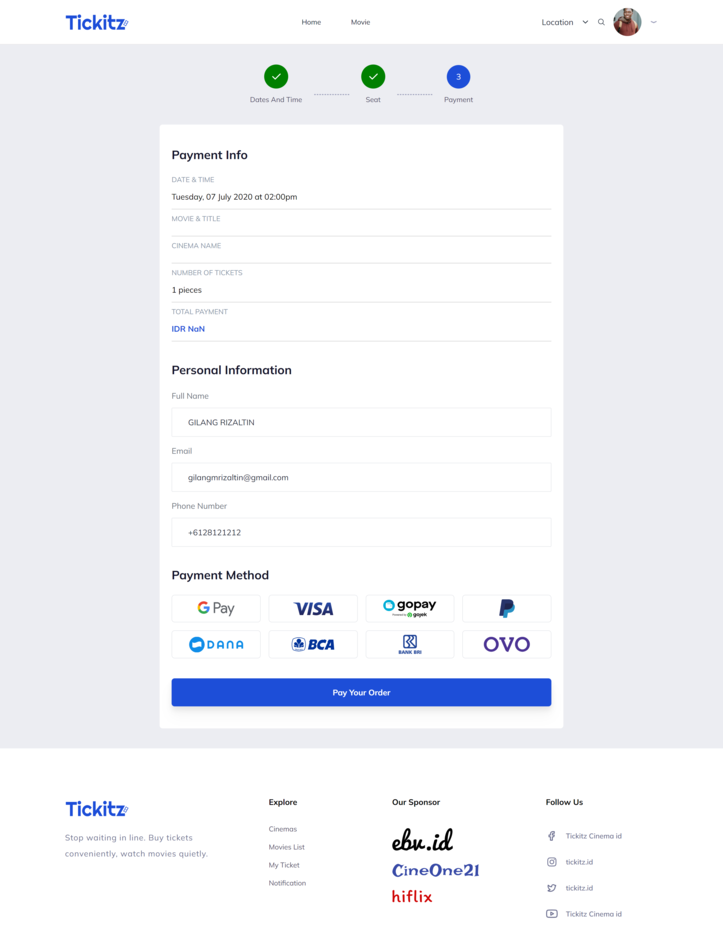 Tickitz
Home
Movie
Location
Dates And Time
Seat
3
Payment
Payment Info
DATE & TIME
Tuesday, 07 July 2020 at 02:00pm
MOVIE & TITLE
CINEMA NAME
NUMBER OF TICKETS
1 pieces
TOTAL PAYMENT
IDR NaN
Personal Information
Full Name
GILANG RIZALTIN
Email
gilangmrizaltin@gmail.com
Phone Number
+6128121212
Payment Method
G Pay
VISA
gopay
Powered by gojek
DANA
BCA
BANK BRI
OVO
Pay Your Order
Tickitz
Stop waiting in line. Buy tickets
conveniently, watch movies quietly.
Explore
Cinemas
Movies List
My Ticket
Notification
Our Sponsor
ebv.id
CineOne21
hiflix
Follow Us
Tickitz Cinema id
tickitz.id
tickitz.id
Tickitz Cinema id